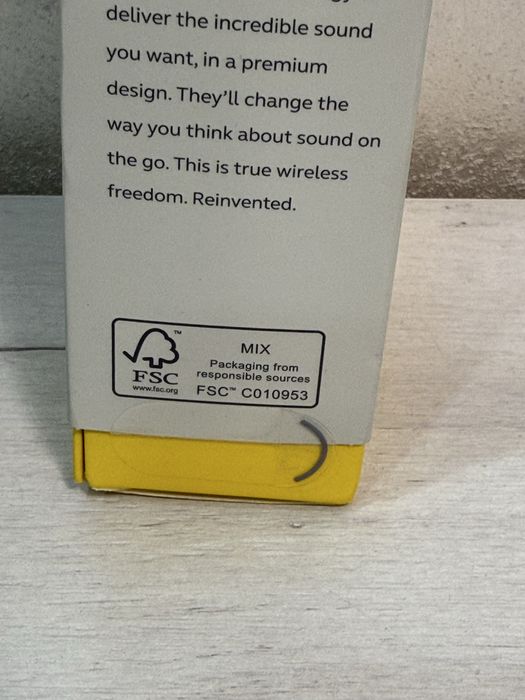 deliver the incredible sound
you want, in a premium
design. They'll change the
way you think about sound on
the go. This is true wireless
freedom. Reinvented.
™
FSC
www.fsc.org
MIX
Packaging from
responsible sources
FSC™ C010953